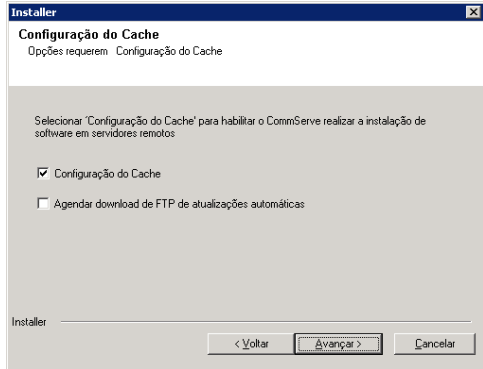 Installer
Configuração do Cache
Opções requerem Configuração do Cache
Selecionar 'Configuração do Cache' para habilitar o CommServe realizar a instalação de
software em servidores remotos
Configuração do Cache
Agendar download de FTP de atualizações automáticas
Installer
< Voltar
Avançar >
Cancelar